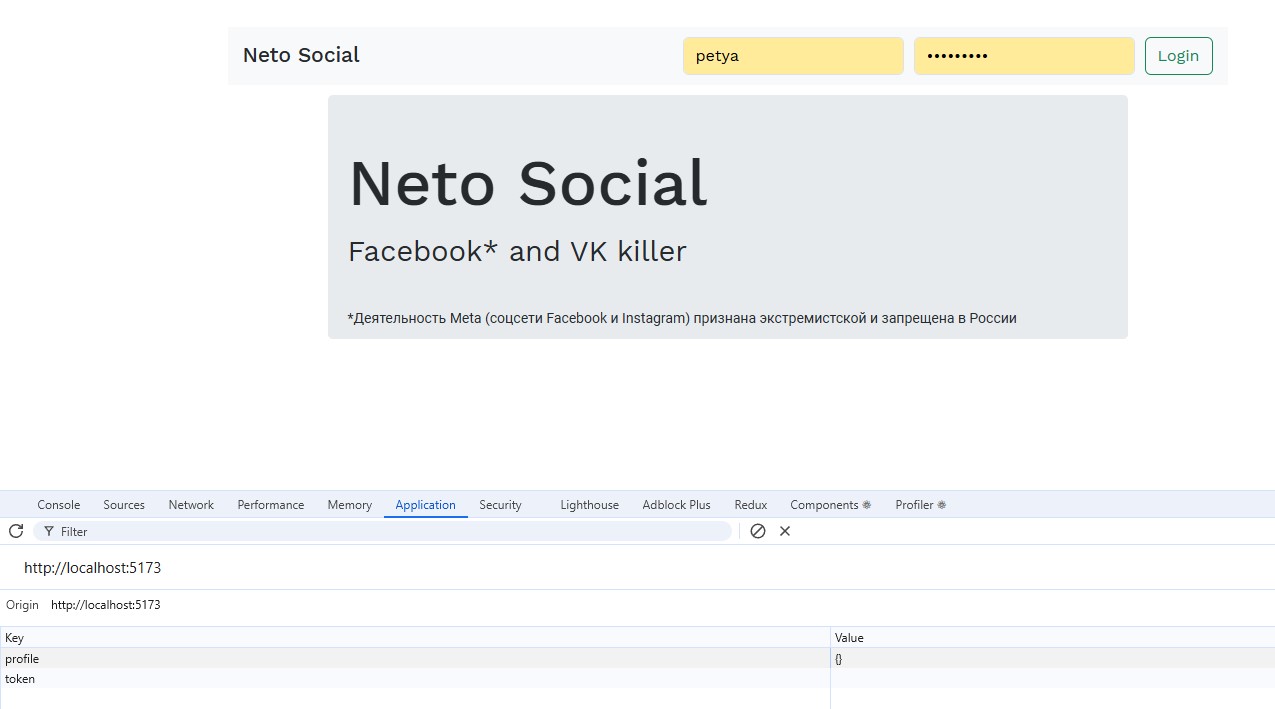 Neto Social petya ••••••••• Login
Neto Social
Facebook* and VK killer
*Деятельность Meta (соцсети Facebook и Instagram) признана экстремистской и запрещена в России
Console Sources Network Performance Memory Application Security Lighthouse Adblock Plus Redux Components ⚛ Profiler ⚛
Filter
http://localhost:5173
Origin http://localhost:5173
Key Value
profile {}
token